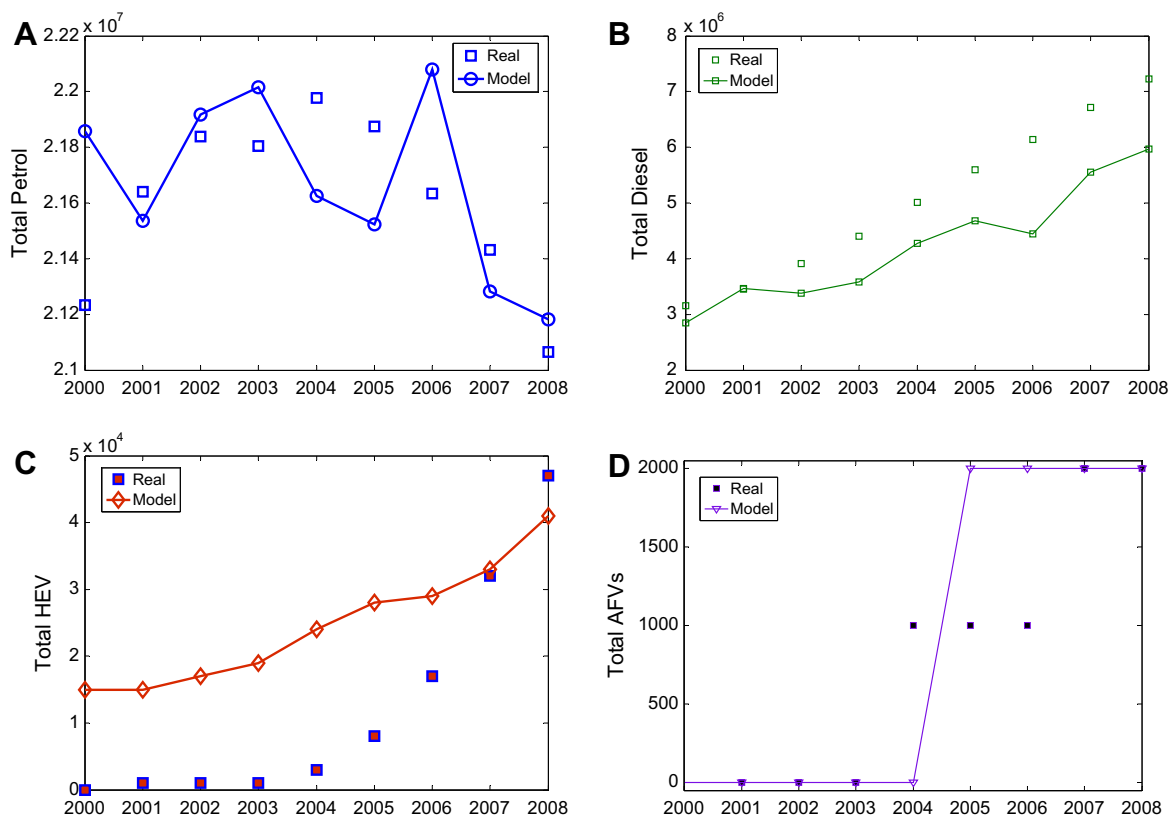 A
x 10^7
2.22
2.2
2.18
2.16
2.14
2.12
2.1
Total Petrol
Real
Model
2000 2001 2002 2003 2004 2005 2006 2007 2008
B
x 10^6
8
7
6
5
4
3
2
Total Diesel
Real
Model
2000 2001 2002 2003 2004 2005 2006 2007 2008
C
x 10^4
5
4
3
2
1
0
Total HEV
Real
Model
2000 2001 2002 2003 2004 2005 2006 2007 2008
D
2000
1500
1000
500
0
Total AFVs
Real
Model
2000 2001 2002 2003 2004 2005 2006 2007 2008